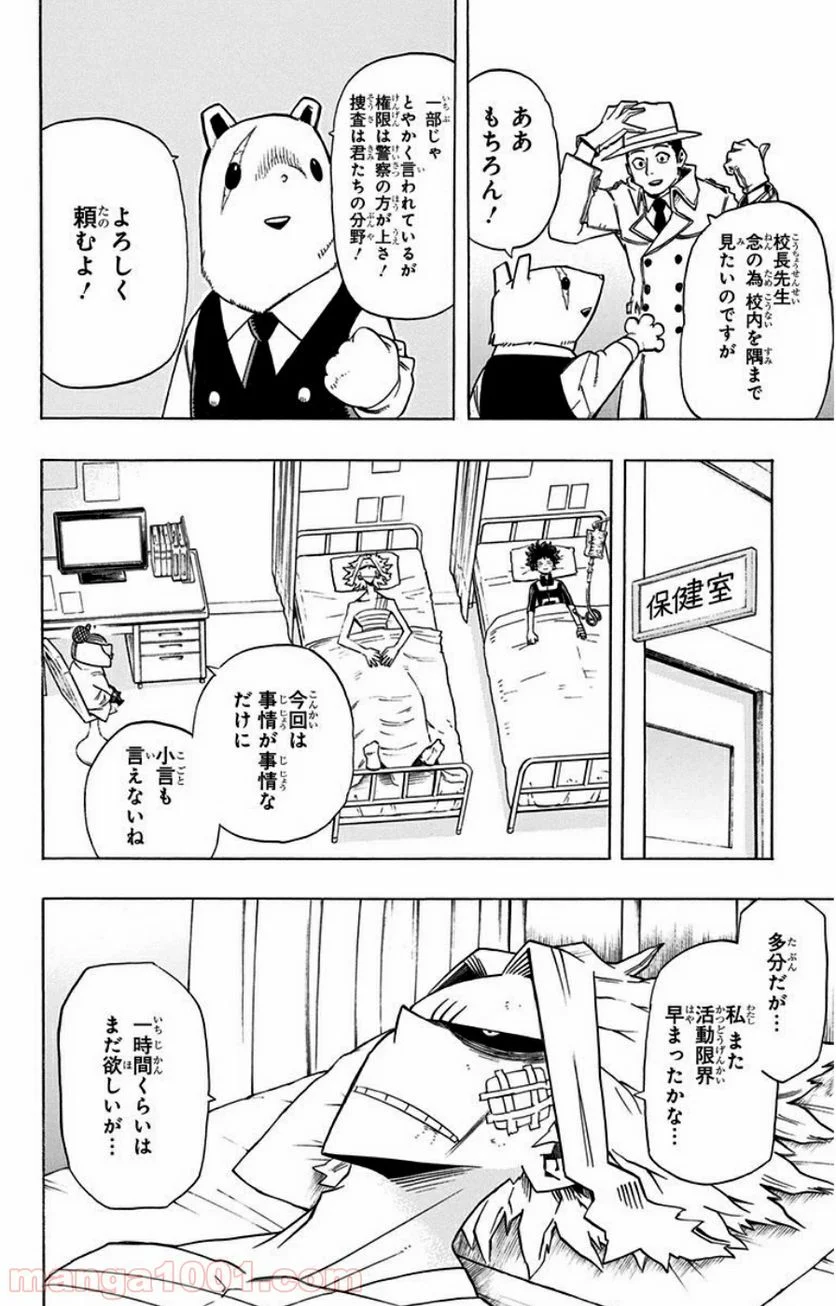 校長先生
念の為 校内を隅まで
見たいのですが
ああ
もちろん!
一部じゃ
とやかく言われているが
権限は警察の方が上さ!
捜査は君たちの分野!
よろしく
頼むよ!
保健室
今回は
事情が事情な
だけに
小言も
言えないね
多分だが…
私 また
活動限界
早まったかな…
一時間くらいは
まだ欲しいが…
manga1001.com